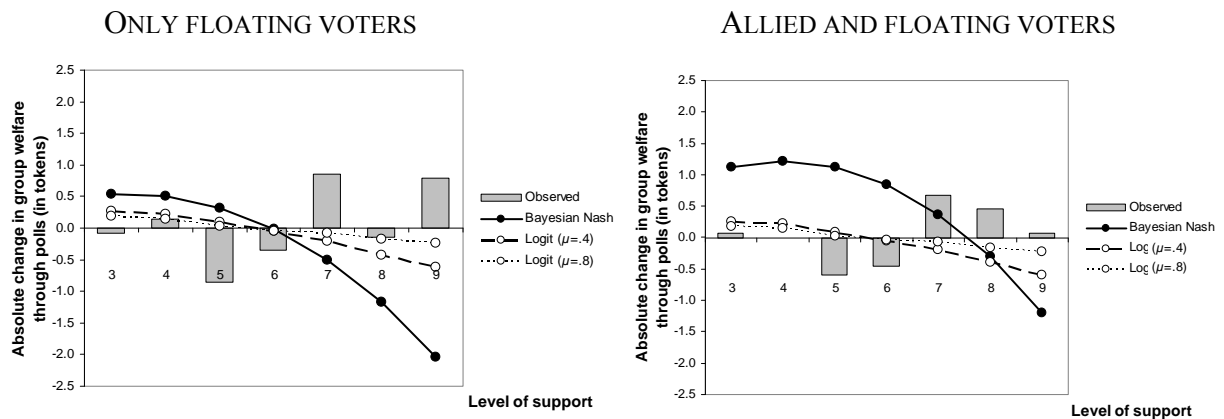 ONLY FLOATING VOTERS
Absolute change in group welfare
through polls (in tokens)
2.5
2.0
1.5
1.0
0.5
0.0
-0.5
-1.0
-1.5
-2.0
-2.5
3 4 5 6 7 8 9
Observed
Bayesian Nash
Logit (µ=.4)
Logit (µ=.8)
Level of support
ALLIED AND FLOATING VOTERS
Absolute change in group welfare
through polls (in tokens)
2.5
2.0
1.5
1.0
0.5
0.0
-0.5
-1.0
-1.5
-2.0
-2.5
3 4 5 6 7 8 9
Observed
Bayesian Nash
Log (µ=.4)
Log (µ=.8)
Level of support